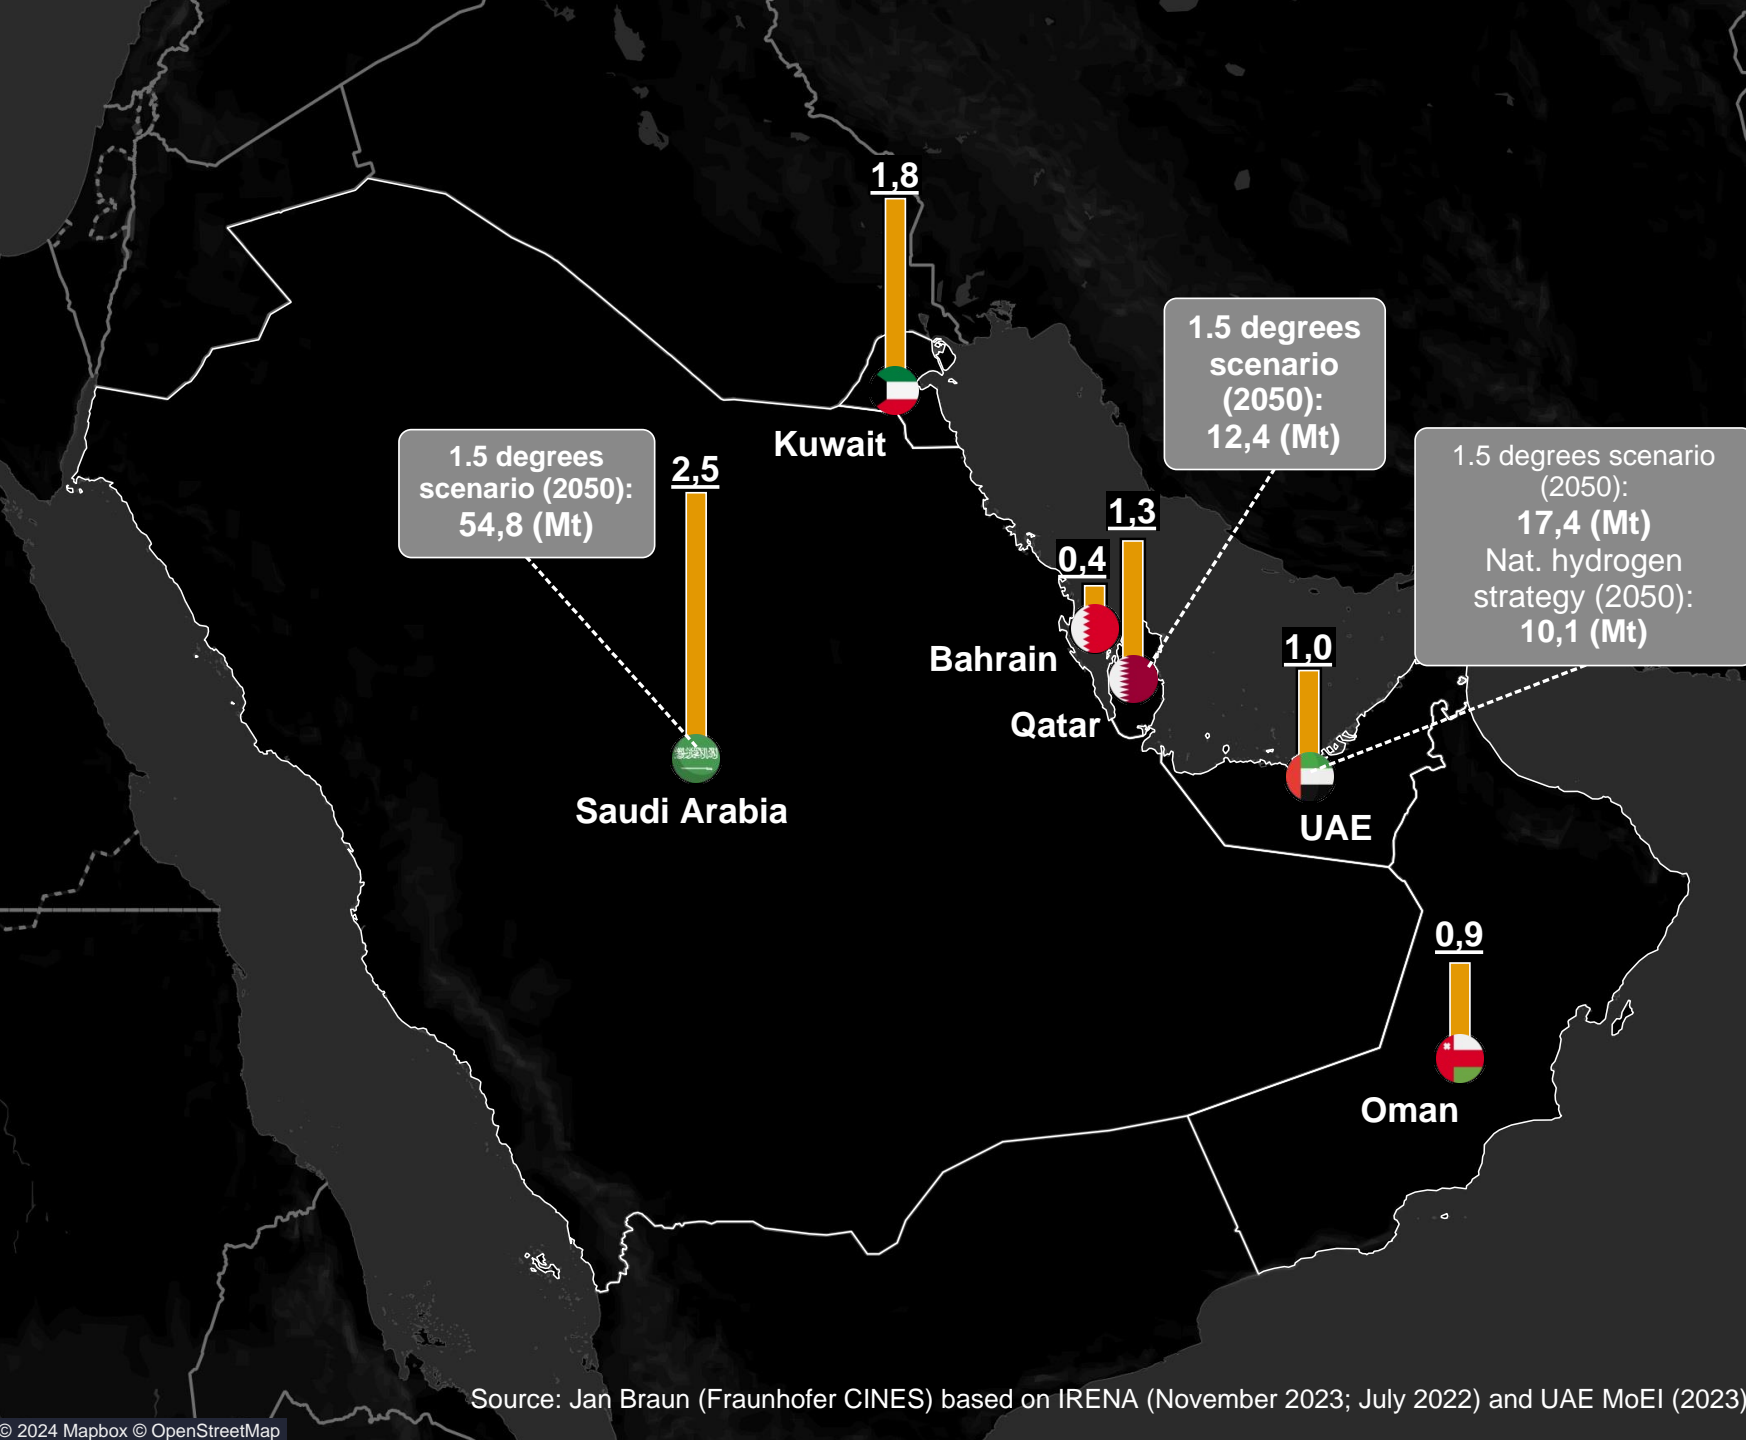 1,8
Kuwait
1.5 degrees
scenario
(2050):
12,4 (Mt)
1.5 degrees
scenario (2050):
54,8 (Mt)
2,5
Saudi Arabia
1,3
0,4
Bahrain
Qatar
1.5 degrees scenario
(2050):
17,4 (Mt)
Nat. hydrogen
strategy (2050):
10,1 (Mt)
1,0
UAE
0,9
Oman
Source: Jan Braun (Fraunhofer CINES) based on IRENA (November 2023; July 2022) and UAE MoEI (2023)
© 2024 Mapbox © OpenStreetMap